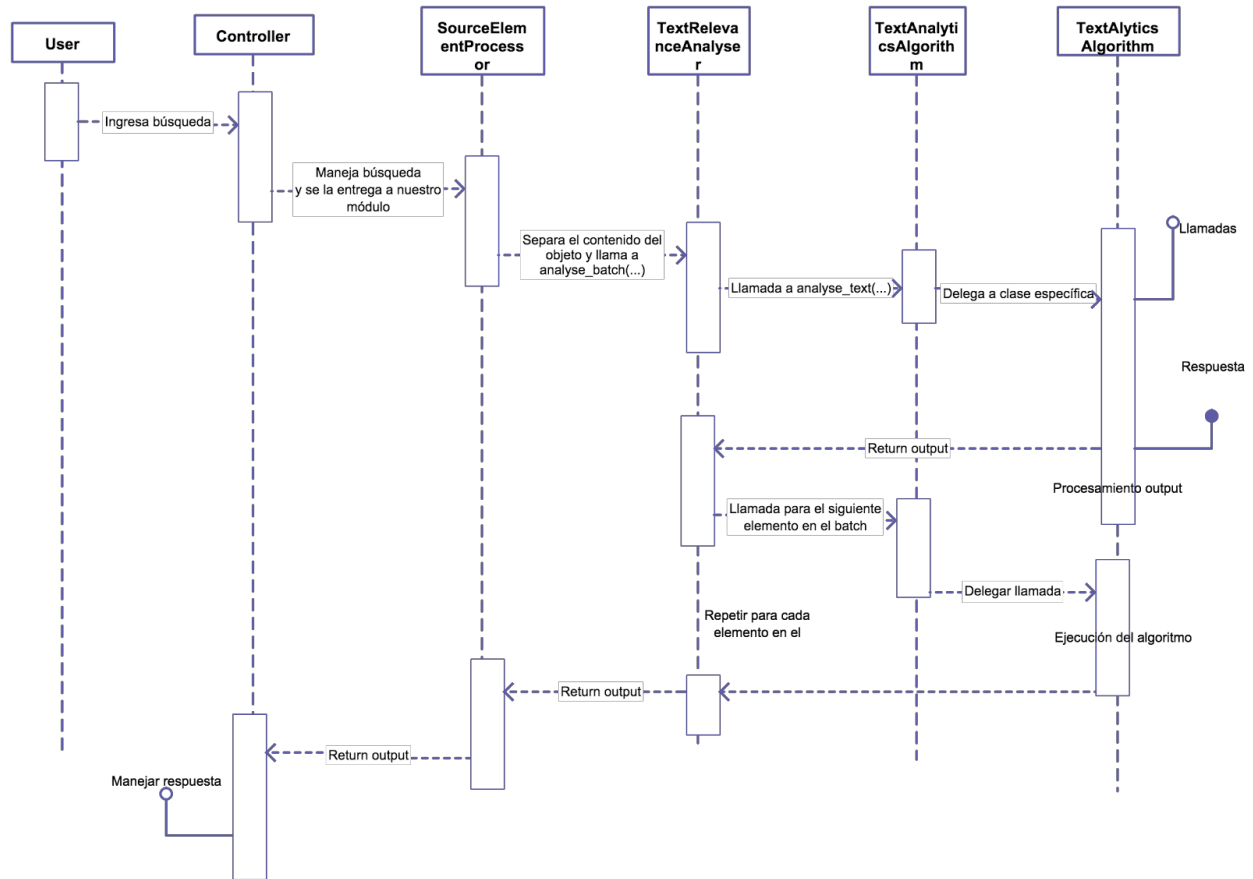 User
Controller
SourceElem
entProcess
or
TextReleva
nceAnalyse
r
TextAnalyti
csAlgorith
m
TextAlytics
Algorithm
Ingresa búsqueda
Maneja búsqueda
y se la entrega a nuestro
módulo
Separa el contenido del
objeto y llama a
analyse_batch(...)
Llamada a analyse_text(...)
Delega a clase específica
Llamadas
Respuesta
Return output
Procesamiento output
Llamada para el siguiente
elemento en el batch
Delegar llamada
Repetir para cada
elemento en el
Ejecución del algoritmo
Return output
Return output
Manejar respuesta